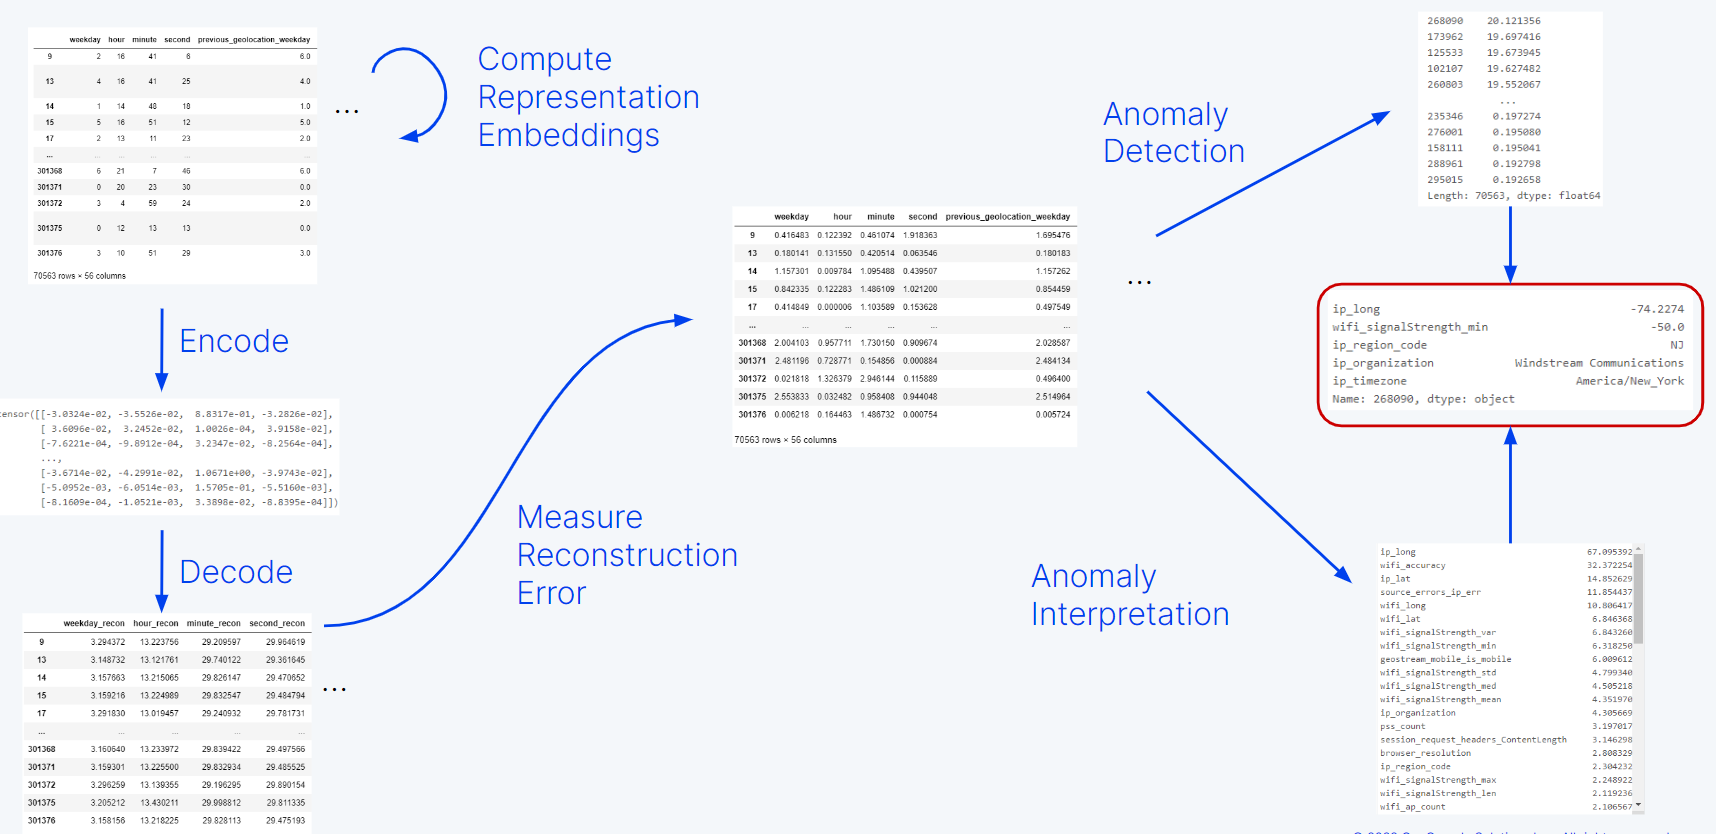 weekday hour minute second previous_geolocation_weekday
9 2 16 41 6 6.0
13 4 16 41 25 4.0
14 1 14 48 18 1.0
15 5 16 51 12 5.0
17 2 13 11 23 2.0
... ... ... ... ... ...
301368 6 21 7 46 6.0
301371 0 20 23 30 0.0
301372 3 4 59 24 2.0
301375 0 12 13 13 0.0
301376 3 10 51 29 3.0
70563 rows × 56 columns
...
Compute
Representation
Embeddings
Encode
tensor([[-3.0324e-02, -3.5526e-02, 8.8317e-01, -3.2826e-02],
[ 3.6096e-02, 3.2452e-02, 1.0026e-04, 3.9158e-02],
[-7.6221e-04, -9.8912e-04, 3.2347e-02, -8.2564e-04],
...,
[-3.6714e-02, -4.2991e-02, 1.0671e+00, -3.9743e-02],
[-5.0952e-03, -6.0514e-03, 1.5705e-01, -5.5160e-03],
[-8.1609e-04, -1.0521e-03, 3.3898e-02, -8.8395e-04]])
Decode
weekday_recon hour_recon minute_recon second_recon
9 3.294372 13.223756 29.209597 29.964619
13 3.148732 13.121761 29.740122 29.361645
14 3.157663 13.215065 29.826147 29.470652
15 3.159216 13.224989 29.832547 29.484794
17 3.291830 13.019457 29.240932 29.781731
... ... ... ... ...
301368 3.160640 13.233972 29.839422 29.497566
301371 3.159301 13.225500 29.832934 29.485525
301372 3.296259 13.139355 29.196295 29.890154
301375 3.205212 13.430211 29.998812 29.811335
301376 3.158156 13.218225 29.828113 29.475193
...
Measure
Reconstruction
Error
weekday hour minute second previous_geolocation_weekday
9 0.416483 0.122392 0.461074 1.918363 1.695476
13 0.180141 0.131550 0.420514 0.063546 0.180183
14 1.157301 0.009784 1.095488 0.439507 1.157262
15 0.842335 0.122283 1.486109 1.021200 0.854459
17 0.414849 0.000006 1.103589 0.153628 0.497549
... ... ... ... ... ...
301368 2.004103 0.957711 1.730150 0.909674 2.028587
301371 2.481196 0.728771 0.154856 0.000884 2.484134
301372 0.021818 1.326379 2.946144 0.115889 0.496400
301375 2.553833 0.032482 0.958408 0.944048 2.514964
301376 0.006218 0.164463 1.486732 0.000754 0.005724
70563 rows × 56 columns
...
Anomaly
Detection
268090 20.121356
173962 19.697416
125533 19.673945
102107 19.627482
260803 19.552067
...
235346 0.197274
276001 0.195080
158111 0.195041
288961 0.192798
295015 0.192658
Length: 70563, dtype: float64
ip_long -74.2274
wifi_signalStrength_min -50.0
ip_region_code NJ
ip_organization Windstream Communications
ip_timezone America/New_York
Name: 268090, dtype: object
Anomaly
Interpretation
ip_long 67.095392
wifi_accuracy 32.372254
ip_lat 14.852629
source_errors_ip_err 11.854437
wifi_long 10.806417
wifi_lat 6.846368
wifi_signalStrength_var 6.843260
wifi_signalStrength_min 6.318250
geostream_mobile_is_mobile 6.009612
wifi_signalStrength_std 4.799340
wifi_signalStrength_med 4.505218
wifi_signalStrength_mean 4.351970
ip_organization 4.305669
pss_count 3.197017
session_request_headers_ContentLength 3.146298
browser_resolution 2.808329
ip_region_code 2.304232
wifi_signalStrength_max 2.248922
wifi_signalStrength_len 2.119236
wifi_ap_count 2.106567